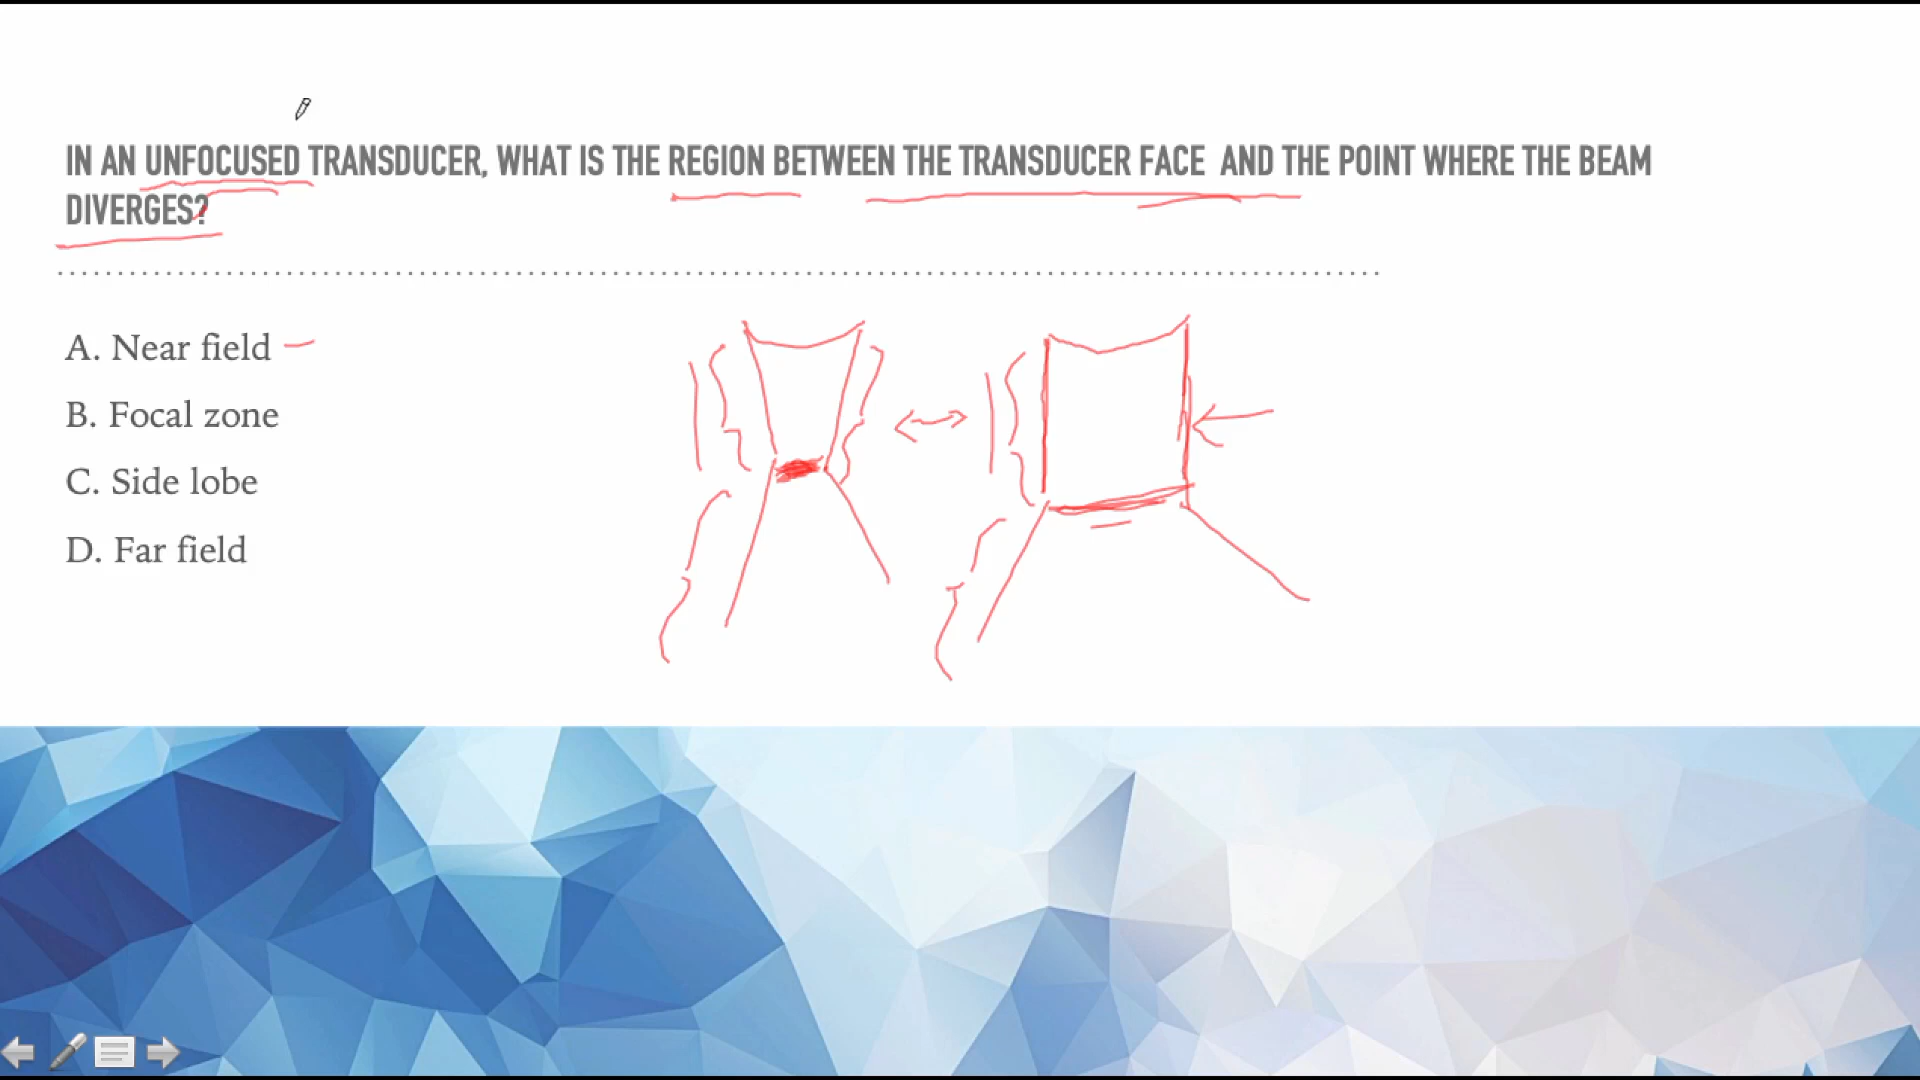 IN AN UNFOCUSED TRANSDUCER, WHAT IS THE REGION BETWEEN THE TRANSDUCER FACE AND THE POINT WHERE THE BEAM
DIVERGES?
A. Near field
B. Focal zone
C. Side lobe
D. Far field